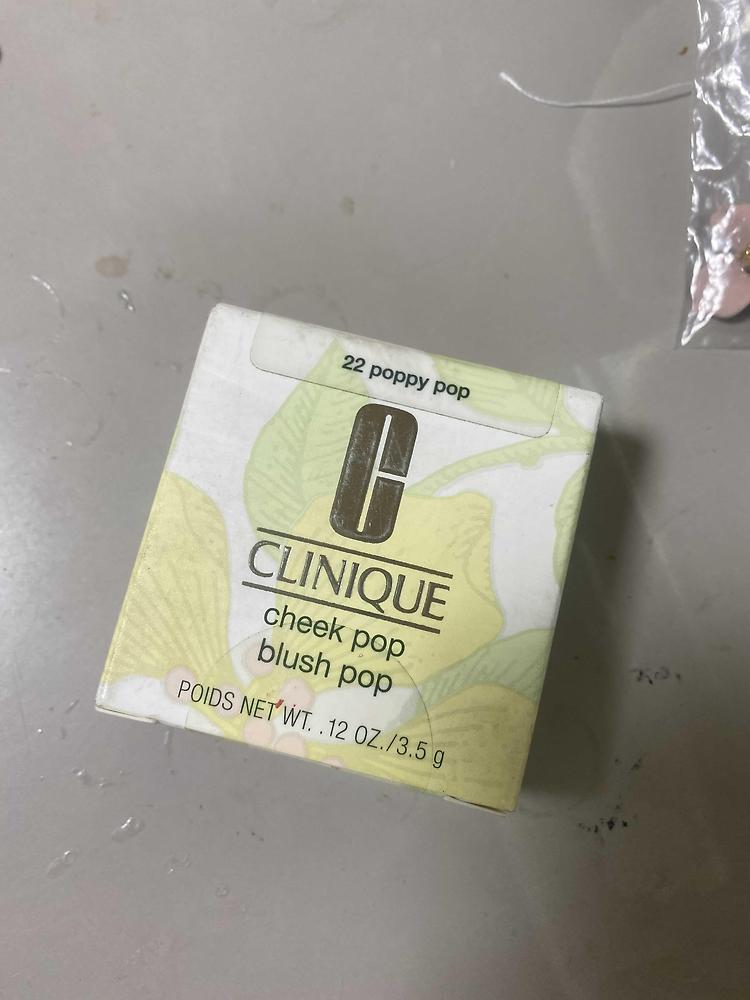 22 poppy pop
CLINIQUE
cheek pop
blush pop
POIDS NET WT. .12 OZ./3.5 g